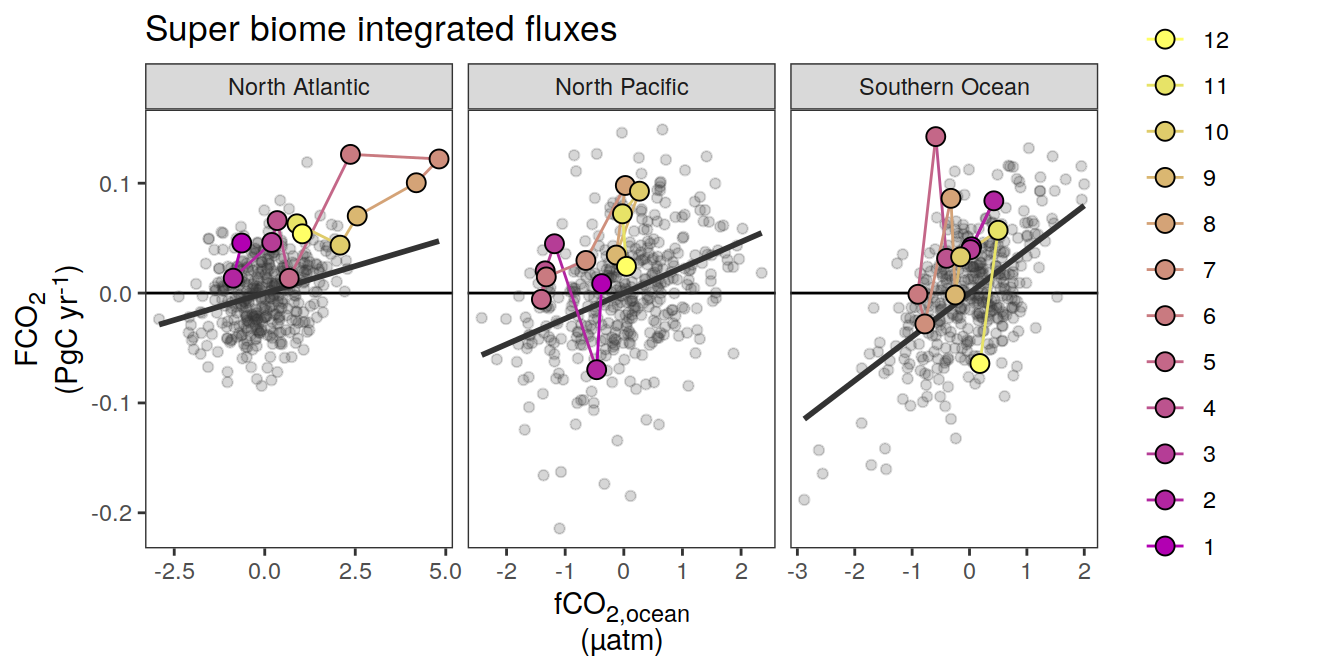 Super biome integrated fluxes
North Atlantic
North Pacific
Southern Ocean
FCO₂
(PgC yr⁻¹)
0.1
0.0
-0.1
-0.2
-2.5 0.0 2.5 5.0
-2 -1 0 1 2
-3 -2 -1 0 1 2
fCO₂,ocean
(µatm)
12
11
10
9
8
7
6
5
4
3
2
1